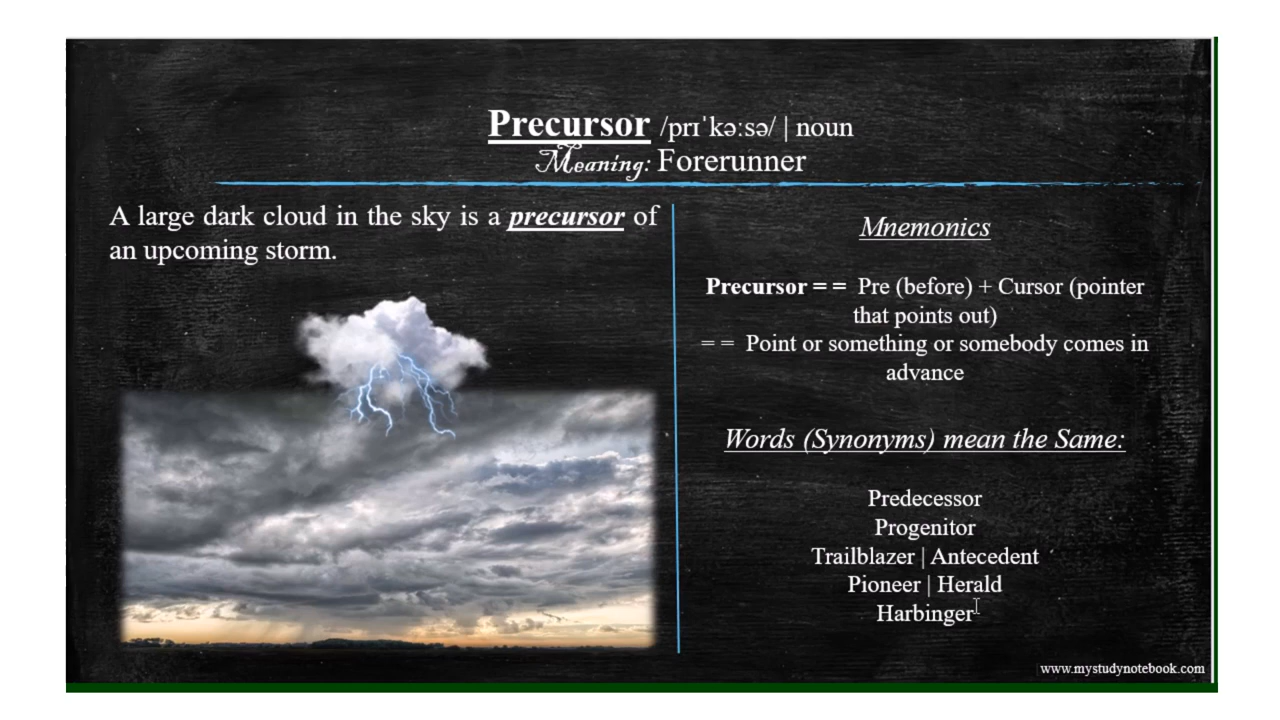 Precursor /prɪˈkəːsə/ | noun
Meaning: Forerunner
A large dark cloud in the sky is a precursor of
an upcoming storm.
Mnemonics
Precursor = = Pre (before) + Cursor (pointer
that points out)
= = Point or something or somebody comes in
advance
Words (Synonyms) mean the Same:
Predecessor
Progenitor
Trailblazer | Antecedent
Pioneer | Herald
Harbinger
www.mystudynotebook.com